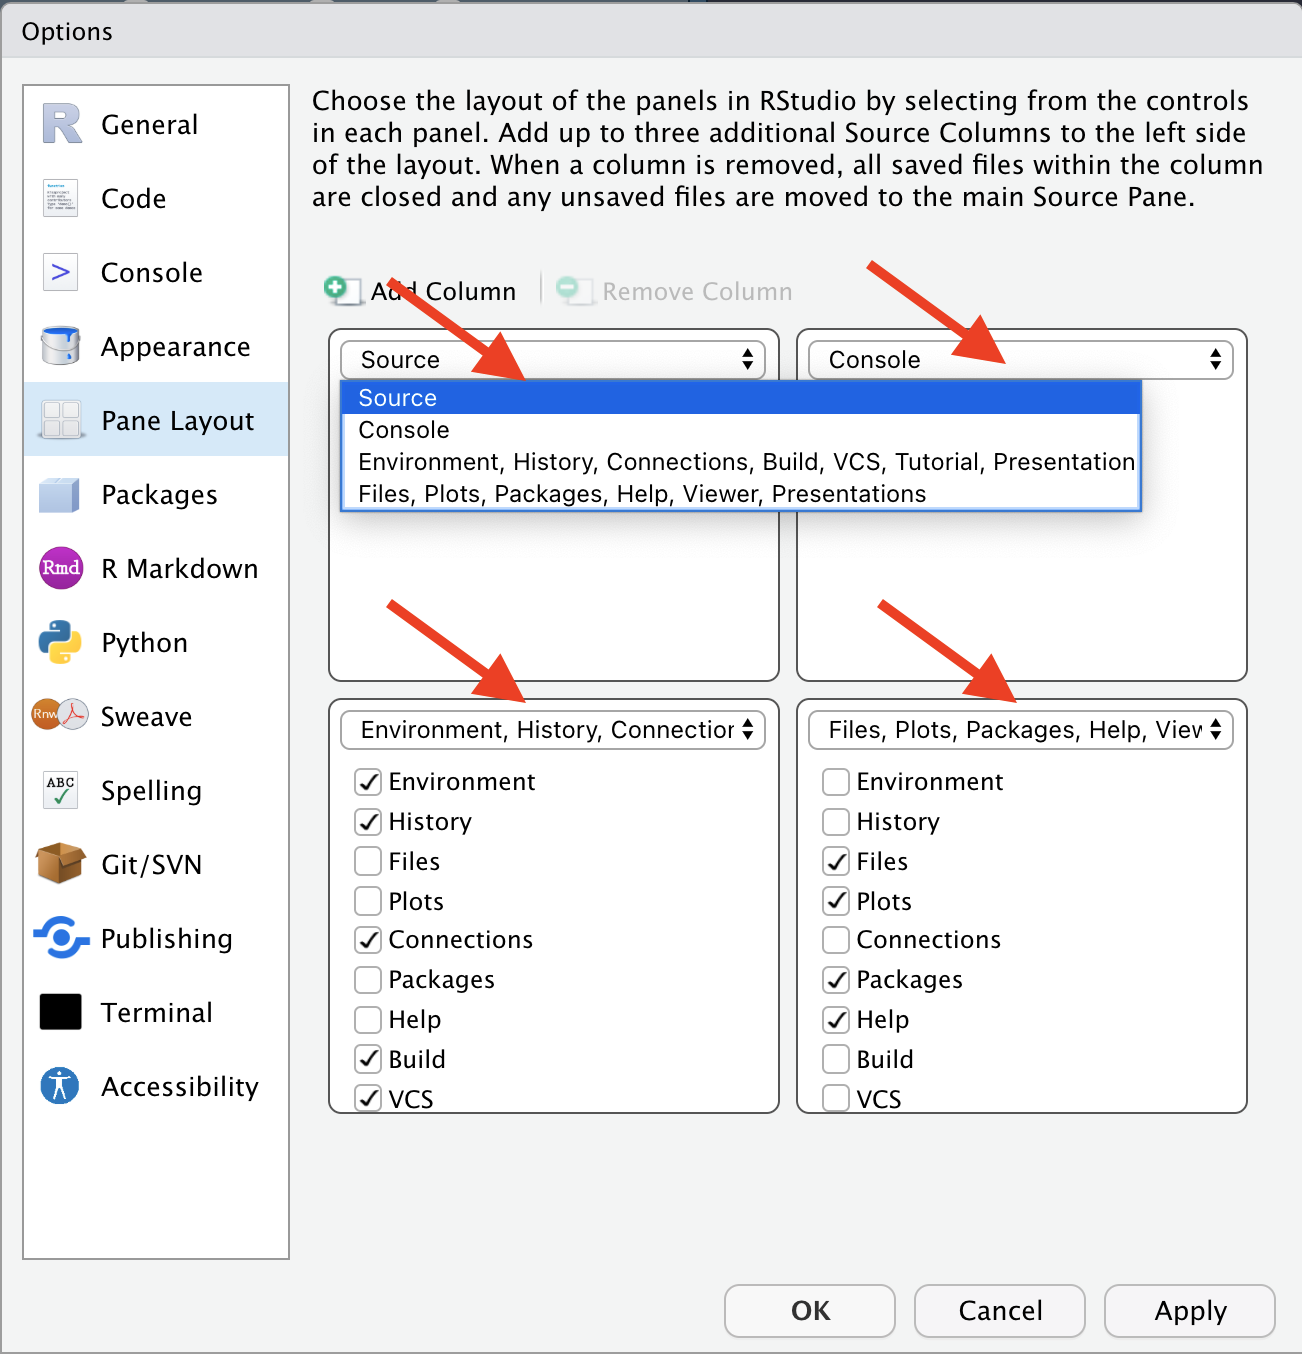 Options
General
Code
Console
Appearance
Pane Layout
Packages
Rmd
R Markdown
Python
Rnw
Sweave
ABC
Spelling
Git/SVN
Publishing
Terminal
Accessibility
Choose the layout of the panels in RStudio by selecting from the controls
in each panel. Add up to three additional Source Columns to the left side
of the layout. When a column is removed, all saved files within the column
are closed and any unsaved files are moved to the main Source Pane.
Add Column
Remove Column
Source
Console
Source
Console
Environment, History, Connections, Build, VCS, Tutorial, Presentation
Files, Plots, Packages, Help, Viewer, Presentations
Environment, History, Connection
Environment
History
Files
Plots
Connections
Packages
Help
Build
VCS
Files, Plots, Packages, Help, View
Environment
History
Files
Plots
Connections
Packages
Help
Build
VCS
OK
Cancel
Apply